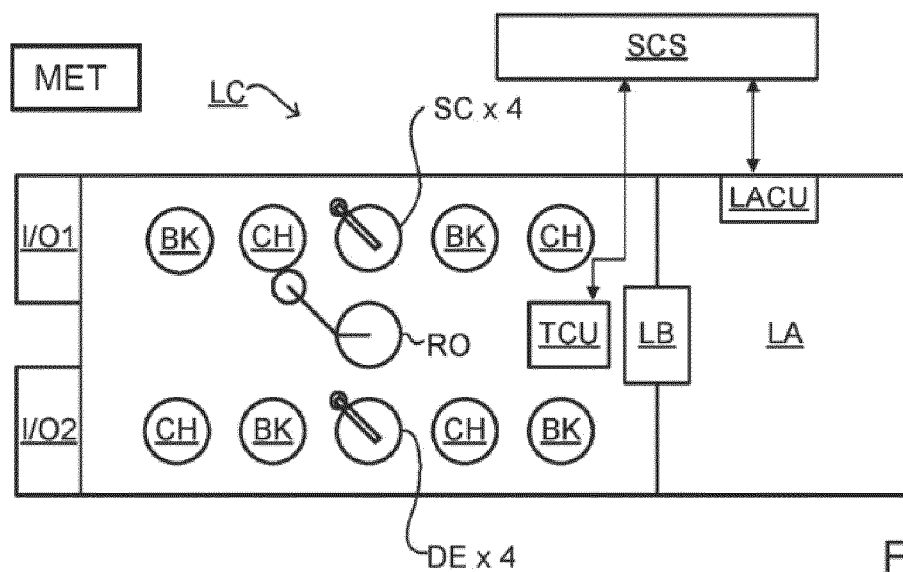 SCS
MET
LC
SC x 4
LACU
I/O1
BK
CH
BK
CH
RO
TCU
LB
LA
I/O2
CH
BK
CH
BK
DE x 4
F